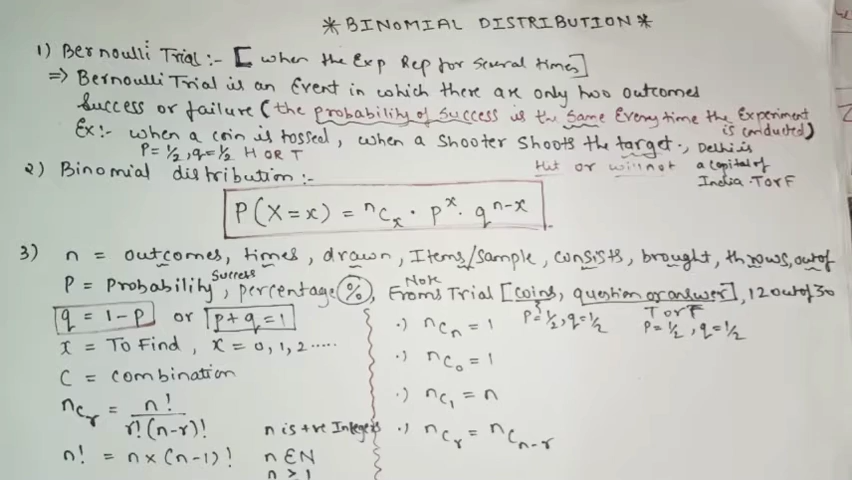 * BINOMIAL DISTRIBUTION *
1) Bernoulli Trial :- [ when the Exp Rep for several times]
⇒ Bernoulli Trial is an Event in which there are only two outcomes
Success or failure (the probability of success is the same Every time the Experiment
is conducted)
Ex :- when a coin is tossed, when a shooter shoots the target., Delhi is
P = 1/2, q = 1/2 H OR T
Hit or will not
a capital of
India. T or F
2) Binomial distribution :-
P(X=x) = ⁿCₓ · pˣ · qⁿ⁻ˣ
3) n = outcomes, times, drawn, Items/sample, consists, brought, throws, out of
Success
P = Probability, percentage (%), From Trial [coins, question or answer], 12 out of 30
Note
q = 1-p or p+q = 1
P = 1/2, q = 1/2
T or F
P = 1/2, q = 1/2
x = To Find, x = 0, 1, 2 .....
C = combination
nCr = n! / r!(n-r)!
n is +ve Integers
n! = n x (n-1)! n ∈ N
n > 1
.) nCn = 1
.) nC0 = 1
.) nC1 = n
.) nCr = nCn-r